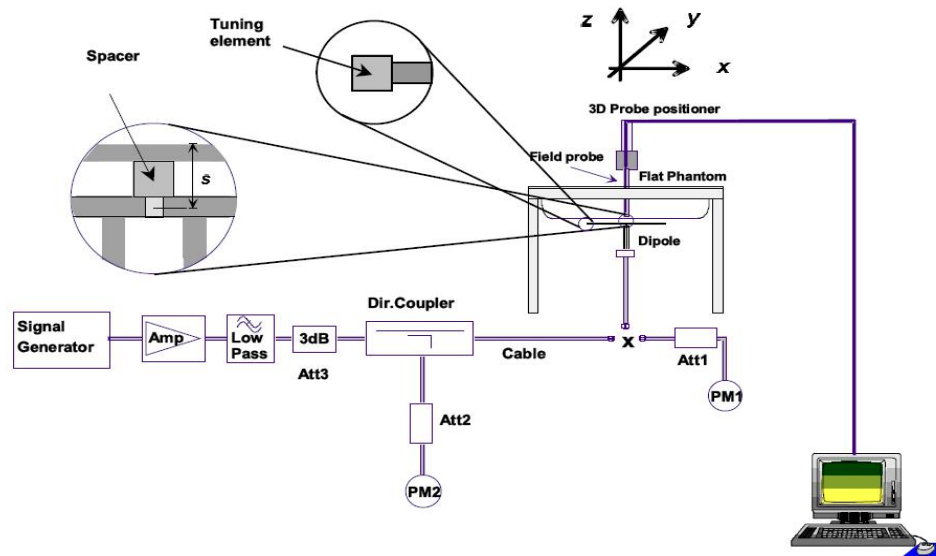 Tuning
element
Spacer
s
z
y
x
3D Probe positioner
Field probe
Flat Phantom
Dipole
Dir.Coupler
Signal
Generator
Amp
Low
Pass
3dB
Att3
Cable
x
Att1
PM1
Att2
PM2